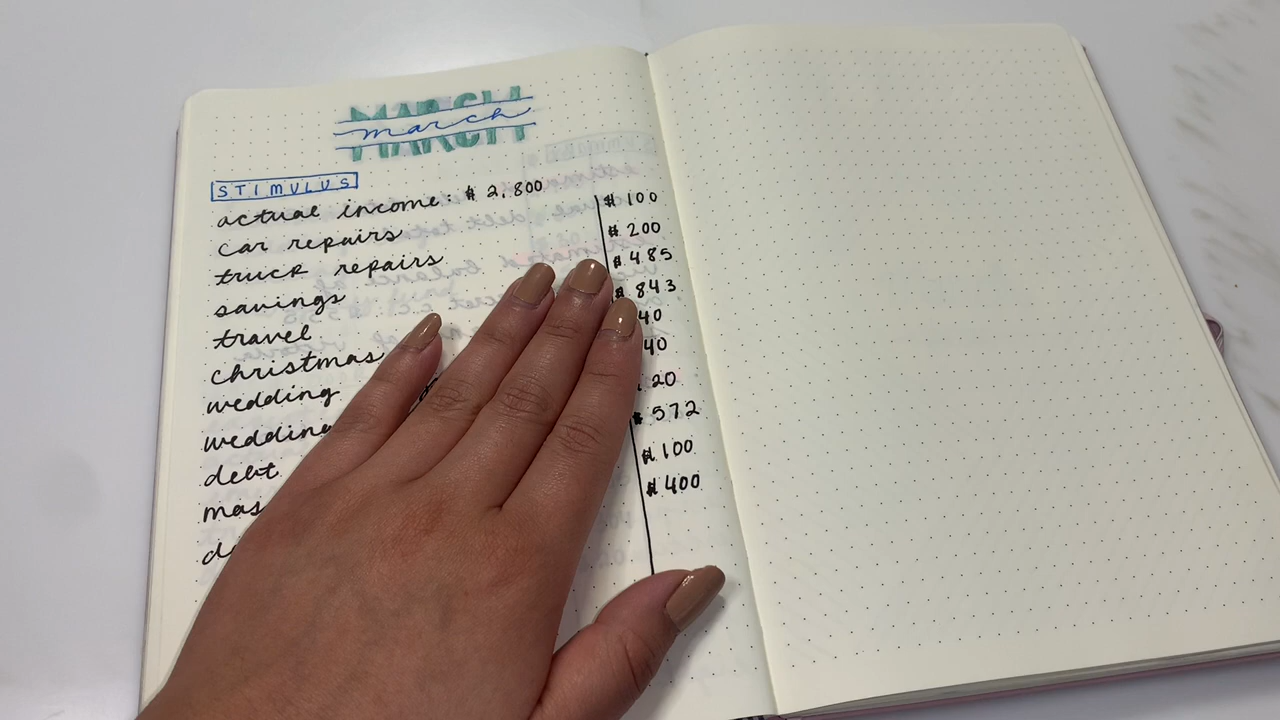 MARCH
march
STIMULUS
actual income: $ 2,800
car repairs $ 100
truck repairs $ 200
savings $ 485
travel $ 843
christmas 40
wedding 40
wedding 20
debt $ 572
$ 100
$ 400